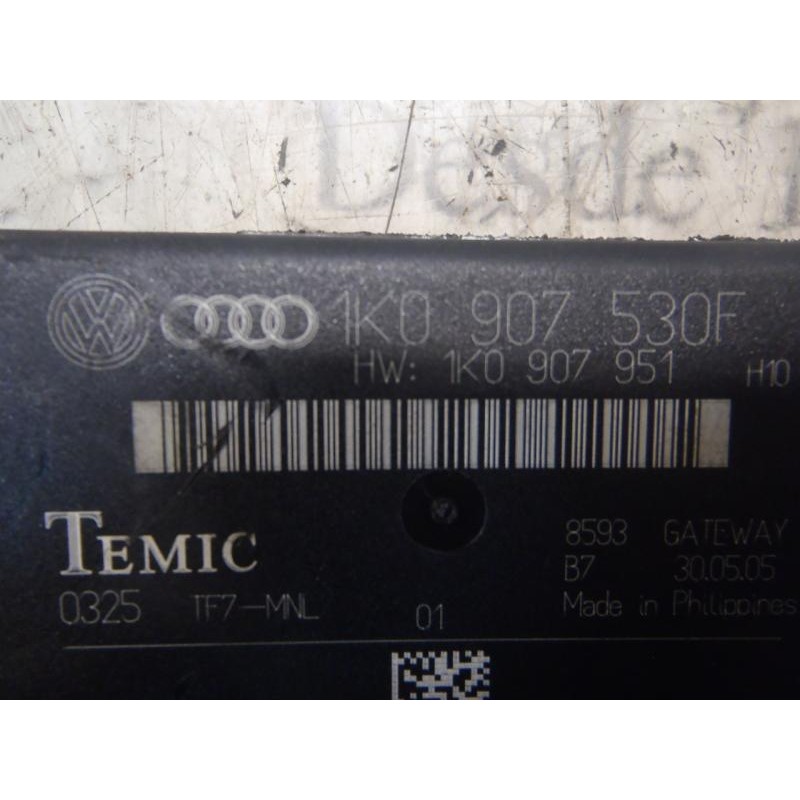 Desde
1K0 907 530F
HW: 1K0 907 951 H10
TEMIC
8593 GATEWAY
B7 30.05.05
0325 TF7-MNL 01 Made in Philippines